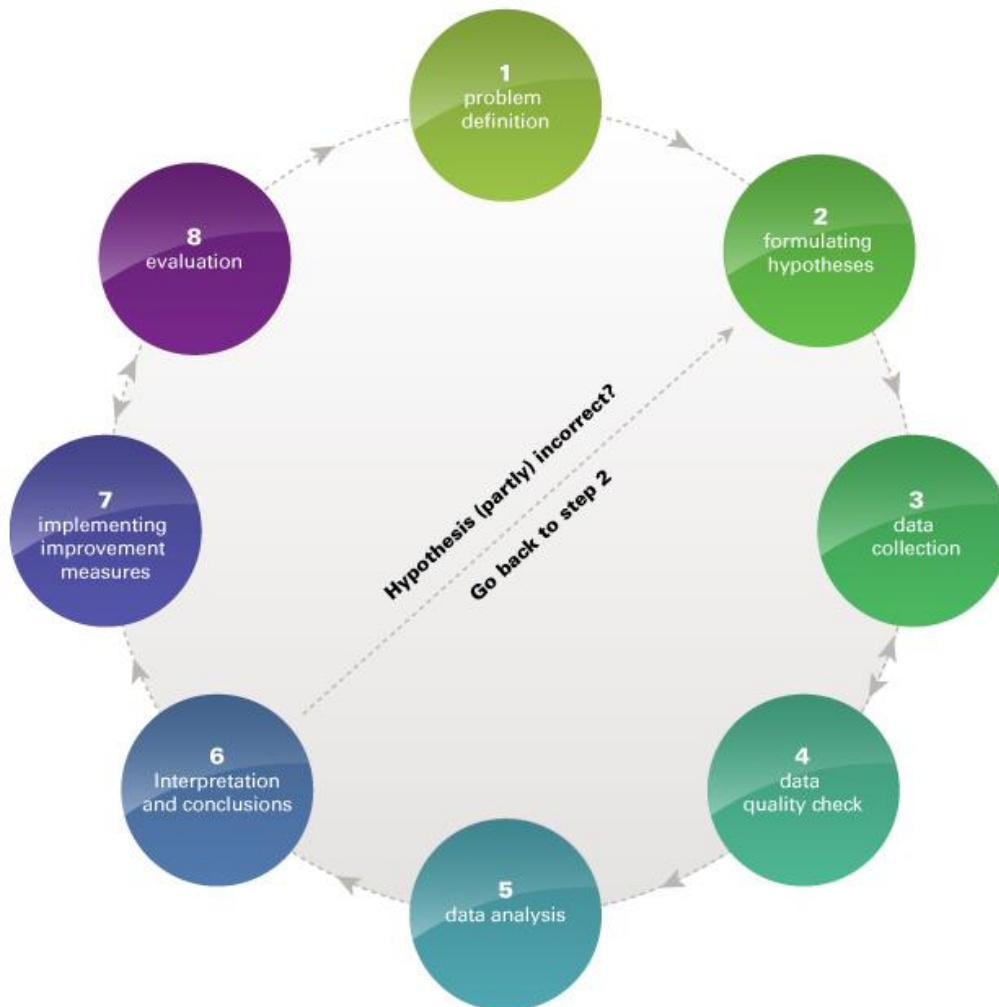 1
problem
definition
2
formulating
hypotheses
3
data
collection
4
data
quality check
5
data analysis
6
Interpretation
and conclusions
7
implementing
improvement
measures
8
evaluation
Hypothesis (partly) incorrect?
Go back to step 2